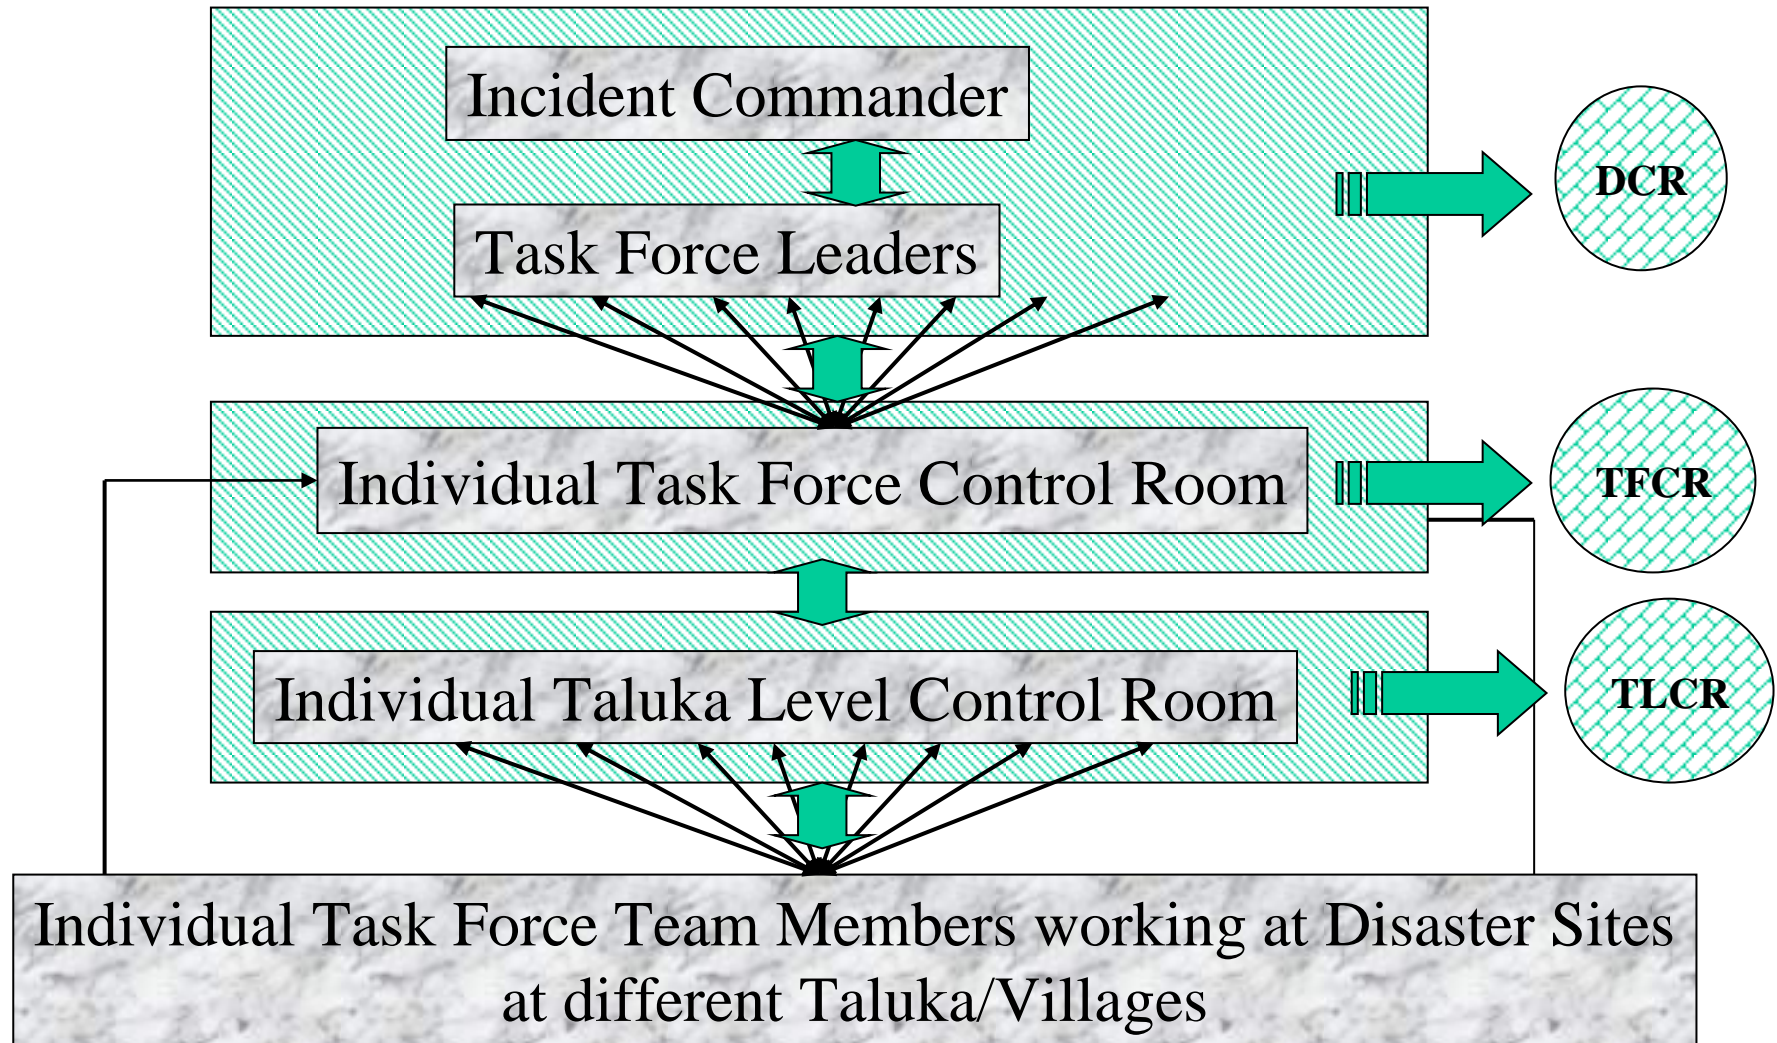 Incident Commander
DCR
Task Force Leaders
Individual Task Force Control Room
TFCR
Individual Taluka Level Control Room
TLCR
Individual Task Force Team Members working at Disaster Sites
at different Taluka/Villages